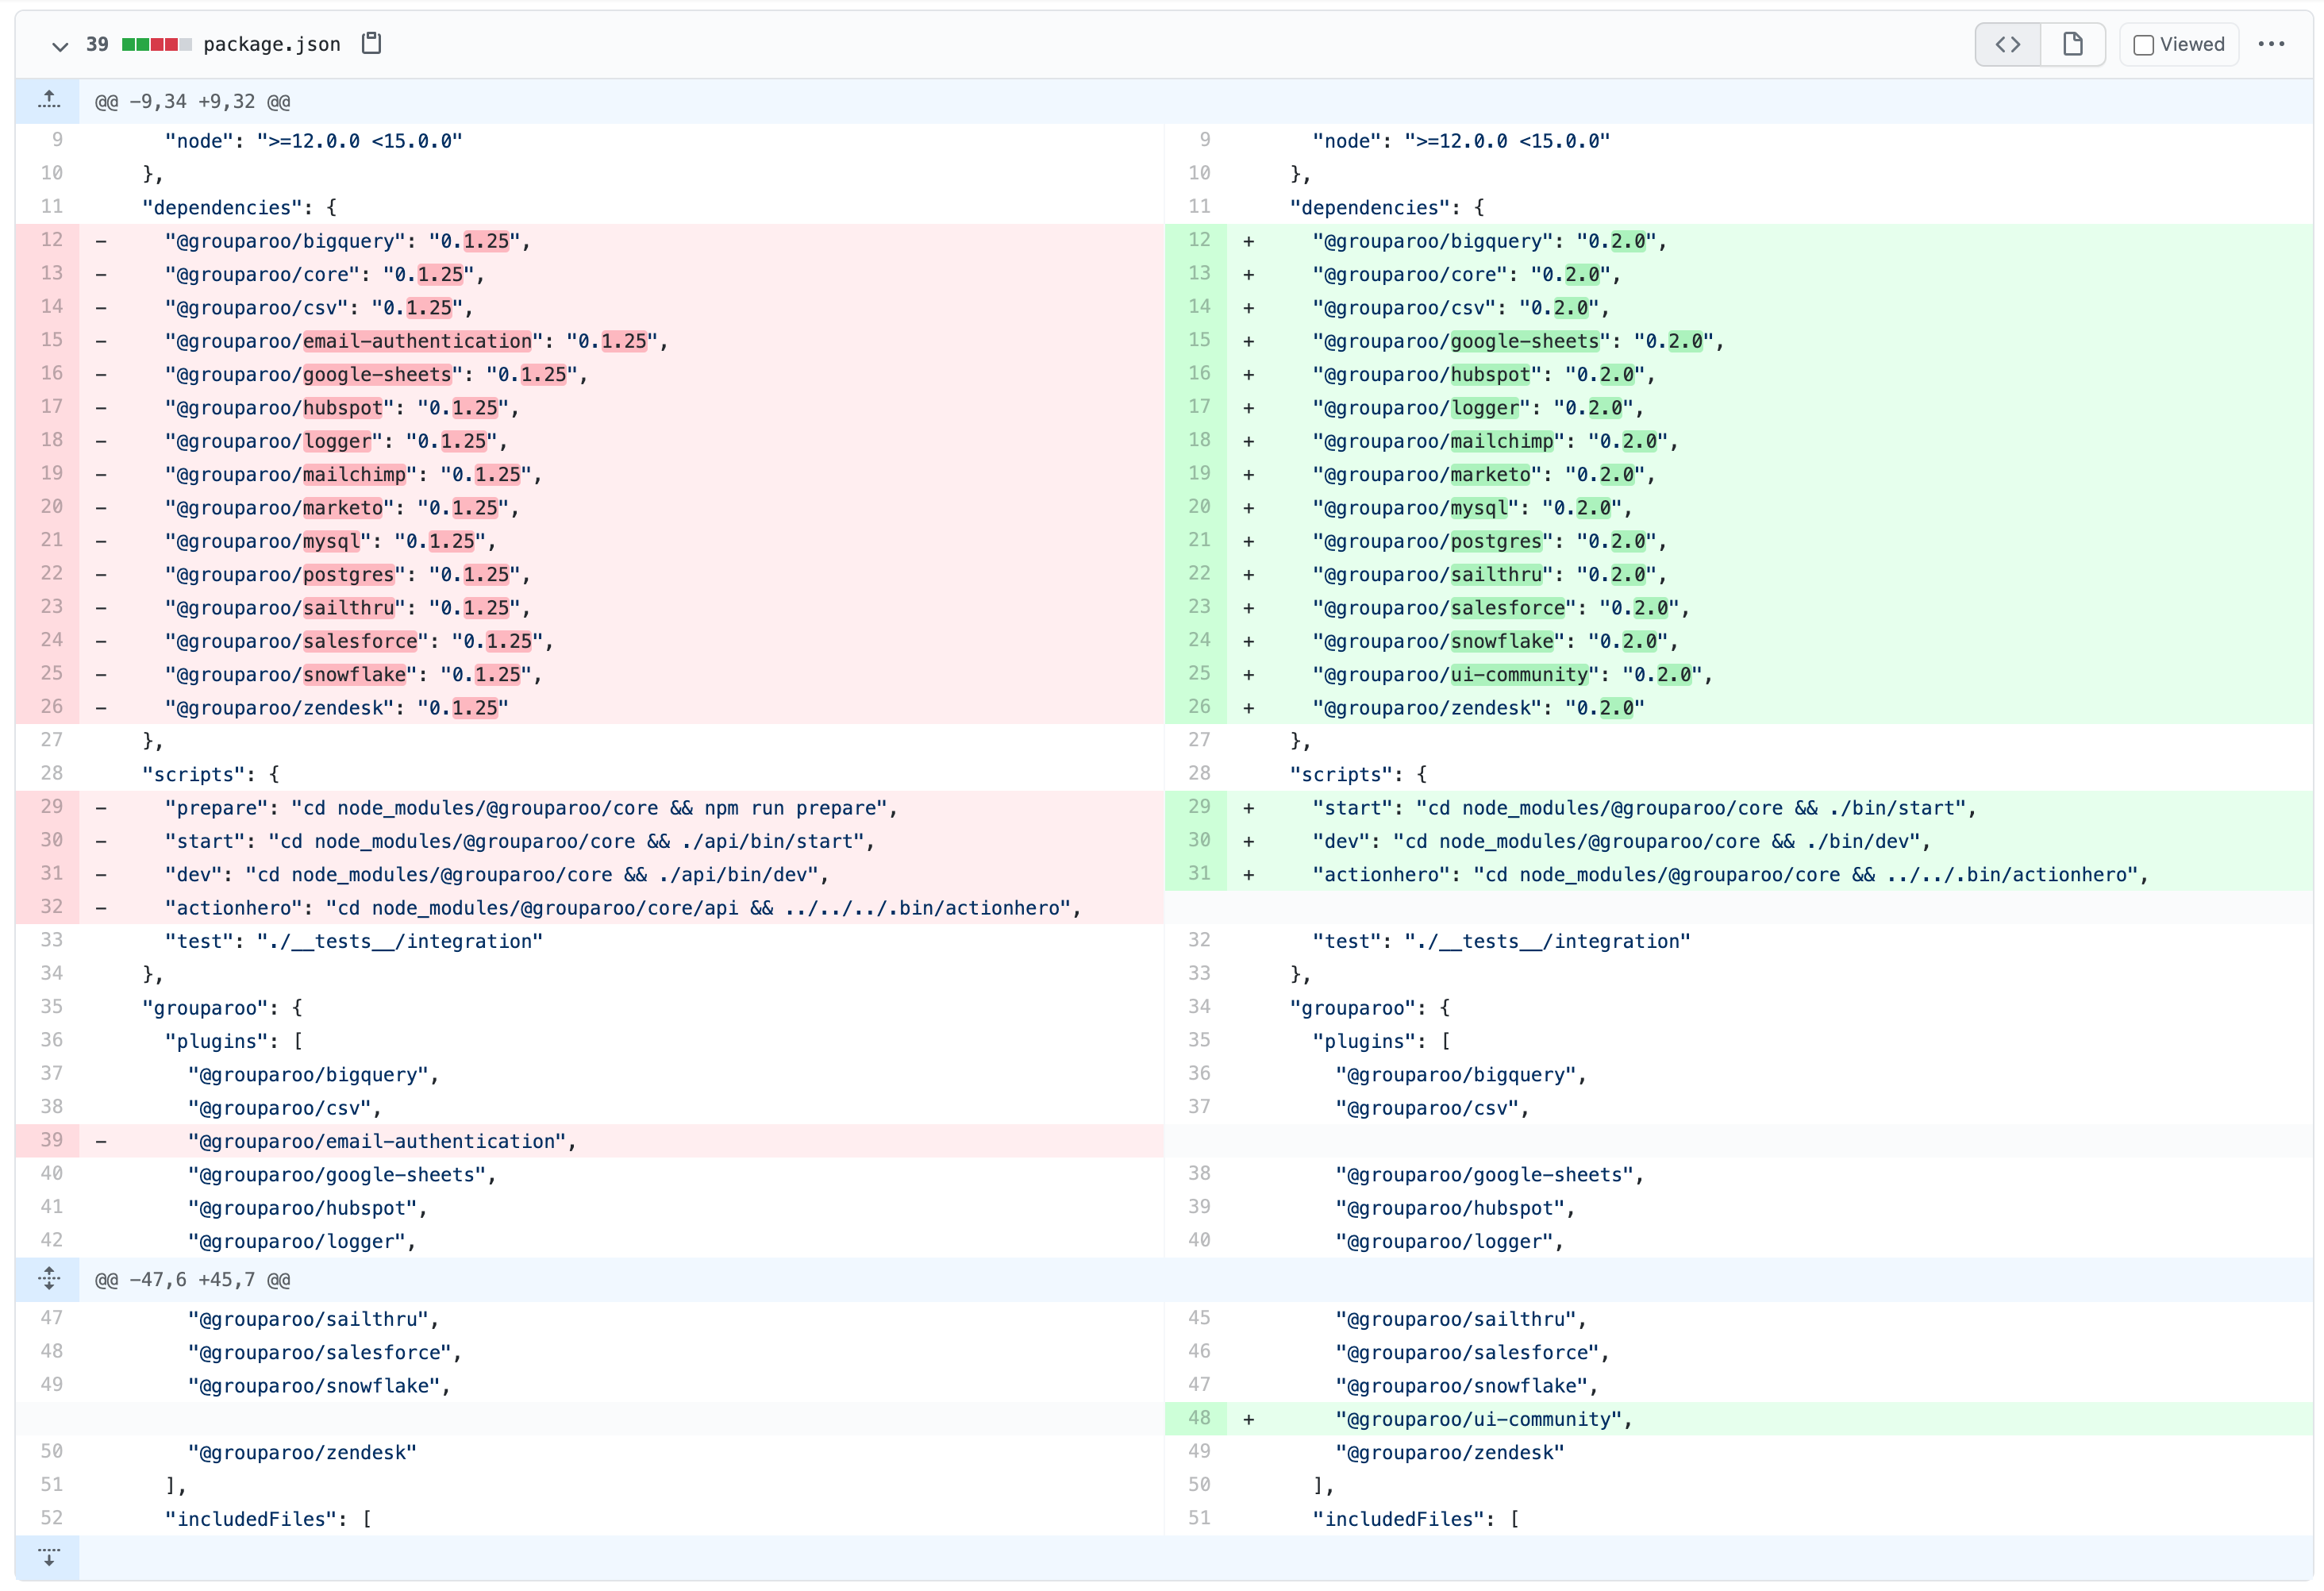 39 package.json Viewed
@@ -9,34 +9,32 @@
9 "node": ">=12.0.0 <15.0.0" 9 "node": ">=12.0.0 <15.0.0"
10 }, 10 },
11 "dependencies": { 11 "dependencies": {
12 - "@grouparoo/bigquery": "0.1.25", 12 + "@grouparoo/bigquery": "0.2.0",
13 - "@grouparoo/core": "0.1.25", 13 + "@grouparoo/core": "0.2.0",
14 - "@grouparoo/csv": "0.1.25", 14 + "@grouparoo/csv": "0.2.0",
15 - "@grouparoo/email-authentication": "0.1.25", 15 + "@grouparoo/google-sheets": "0.2.0",
16 - "@grouparoo/google-sheets": "0.1.25", 16 + "@grouparoo/hubspot": "0.2.0",
17 - "@grouparoo/hubspot": "0.1.25", 17 + "@grouparoo/logger": "0.2.0",
18 - "@grouparoo/logger": "0.1.25", 18 + "@grouparoo/mailchimp": "0.2.0",
19 - "@grouparoo/mailchimp": "0.1.25", 19 + "@grouparoo/marketo": "0.2.0",
20 - "@grouparoo/marketo": "0.1.25", 20 + "@grouparoo/mysql": "0.2.0",
21 - "@grouparoo/mysql": "0.1.25", 21 + "@grouparoo/postgres": "0.2.0",
22 - "@grouparoo/postgres": "0.1.25", 22 + "@grouparoo/sailthru": "0.2.0",
23 - "@grouparoo/sailthru": "0.1.25", 23 + "@grouparoo/salesforce": "0.2.0",
24 - "@grouparoo/salesforce": "0.1.25", 24 + "@grouparoo/snowflake": "0.2.0",
25 - "@grouparoo/snowflake": "0.1.25", 25 + "@grouparoo/ui-community": "0.2.0",
26 - "@grouparoo/zendesk": "0.1.25" 26 + "@grouparoo/zendesk": "0.2.0"
27 }, 27 },
28 "scripts": { 28 "scripts": {
29 - "prepare": "cd node_modules/@grouparoo/core && npm run prepare", 29 + "start": "cd node_modules/@grouparoo/core && ./bin/start",
30 - "start": "cd node_modules/@grouparoo/core && ./api/bin/start", 30 + "dev": "cd node_modules/@grouparoo/core && ./bin/dev",
31 - "dev": "cd node_modules/@grouparoo/core && ./api/bin/dev", 31 + "actionhero": "cd node_modules/@grouparoo/core && ../../.bin/actionhero",
32 - "actionhero": "cd node_modules/@grouparoo/core/api && ../../../.bin/actionhero",
33 "test": "./__tests__/integration" 32 "test": "./__tests__/integration"
34 }, 33 },
35 "grouparoo": { 34 "grouparoo": {
36 "plugins": [ 35 "plugins": [
37 "@grouparoo/bigquery", 36 "@grouparoo/bigquery",
38 "@grouparoo/csv", 37 "@grouparoo/csv",
39 - "@grouparoo/email-authentication",
40 "@grouparoo/google-sheets", 38 "@grouparoo/google-sheets",
41 "@grouparoo/hubspot", 39 "@grouparoo/hubspot",
42 "@grouparoo/logger", 40 "@grouparoo/logger",
@@ -47,6 +45,7 @@
47 "@grouparoo/sailthru", 45 "@grouparoo/sailthru",
48 "@grouparoo/salesforce", 46 "@grouparoo/salesforce",
49 "@grouparoo/snowflake", 47 "@grouparoo/snowflake",
48 + "@grouparoo/ui-community",
50 "@grouparoo/zendesk" 49 "@grouparoo/zendesk"
51 ], 50 ],
52 "includedFiles": [ 51 "includedFiles": [